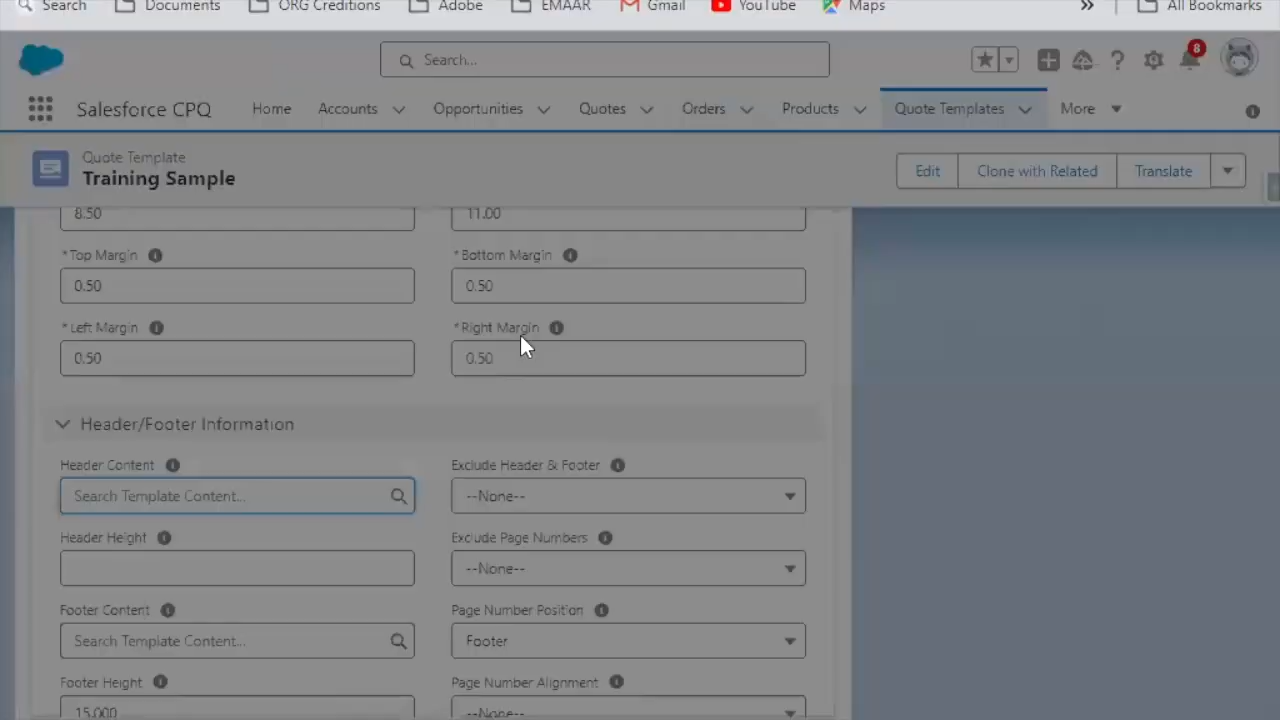 Search Documents ORG Creditions Adobe EMAAR Gmail YouTube Maps » All Bookmarks
Search... 8
Salesforce CPQ Home Accounts Opportunities Quotes Orders Products Quote Templates More
Quote Template
Training Sample
Edit Clone with Related Translate
8.50 11.00
*Top Margin *Bottom Margin
0.50 0.50
*Left Margin *Right Margin
0.50 0.50
Header/Footer Information
Header Content Exclude Header & Footer
Search Template Content... --None--
Header Height Exclude Page Numbers
--None--
Footer Content Page Number Position
Search Template Content... Footer
Footer Height Page Number Alignment
15.000 --None--